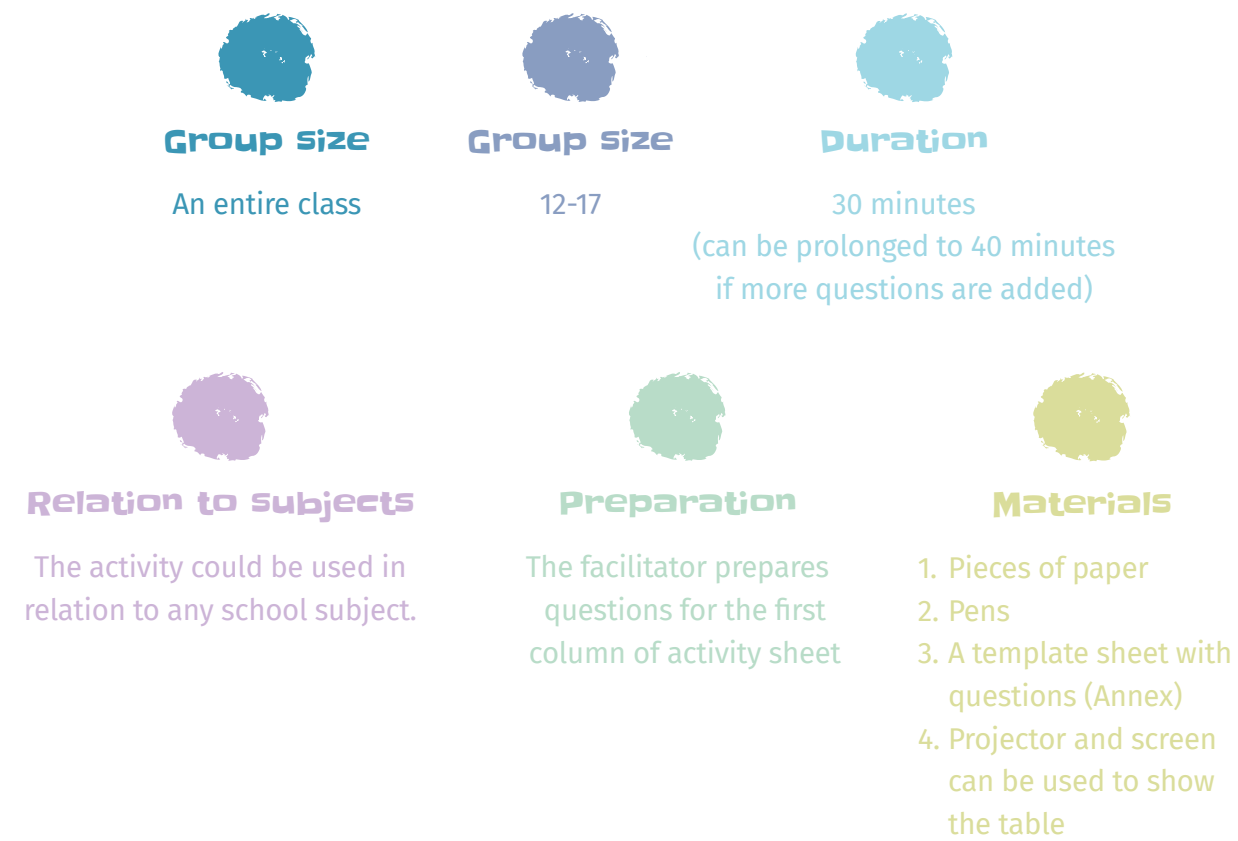 Group size
An entire class
Group size
12-17
Duration
30 minutes
(can be prolonged to 40 minutes
if more questions are added)
Relation to subjects
The activity could be used in
relation to any school subject.
Preparation
The facilitator prepares
questions for the first
column of activity sheet
Materials
1. Pieces of paper
2. Pens
3. A template sheet with
questions (Annex)
4. Projector and screen
can be used to show
the table